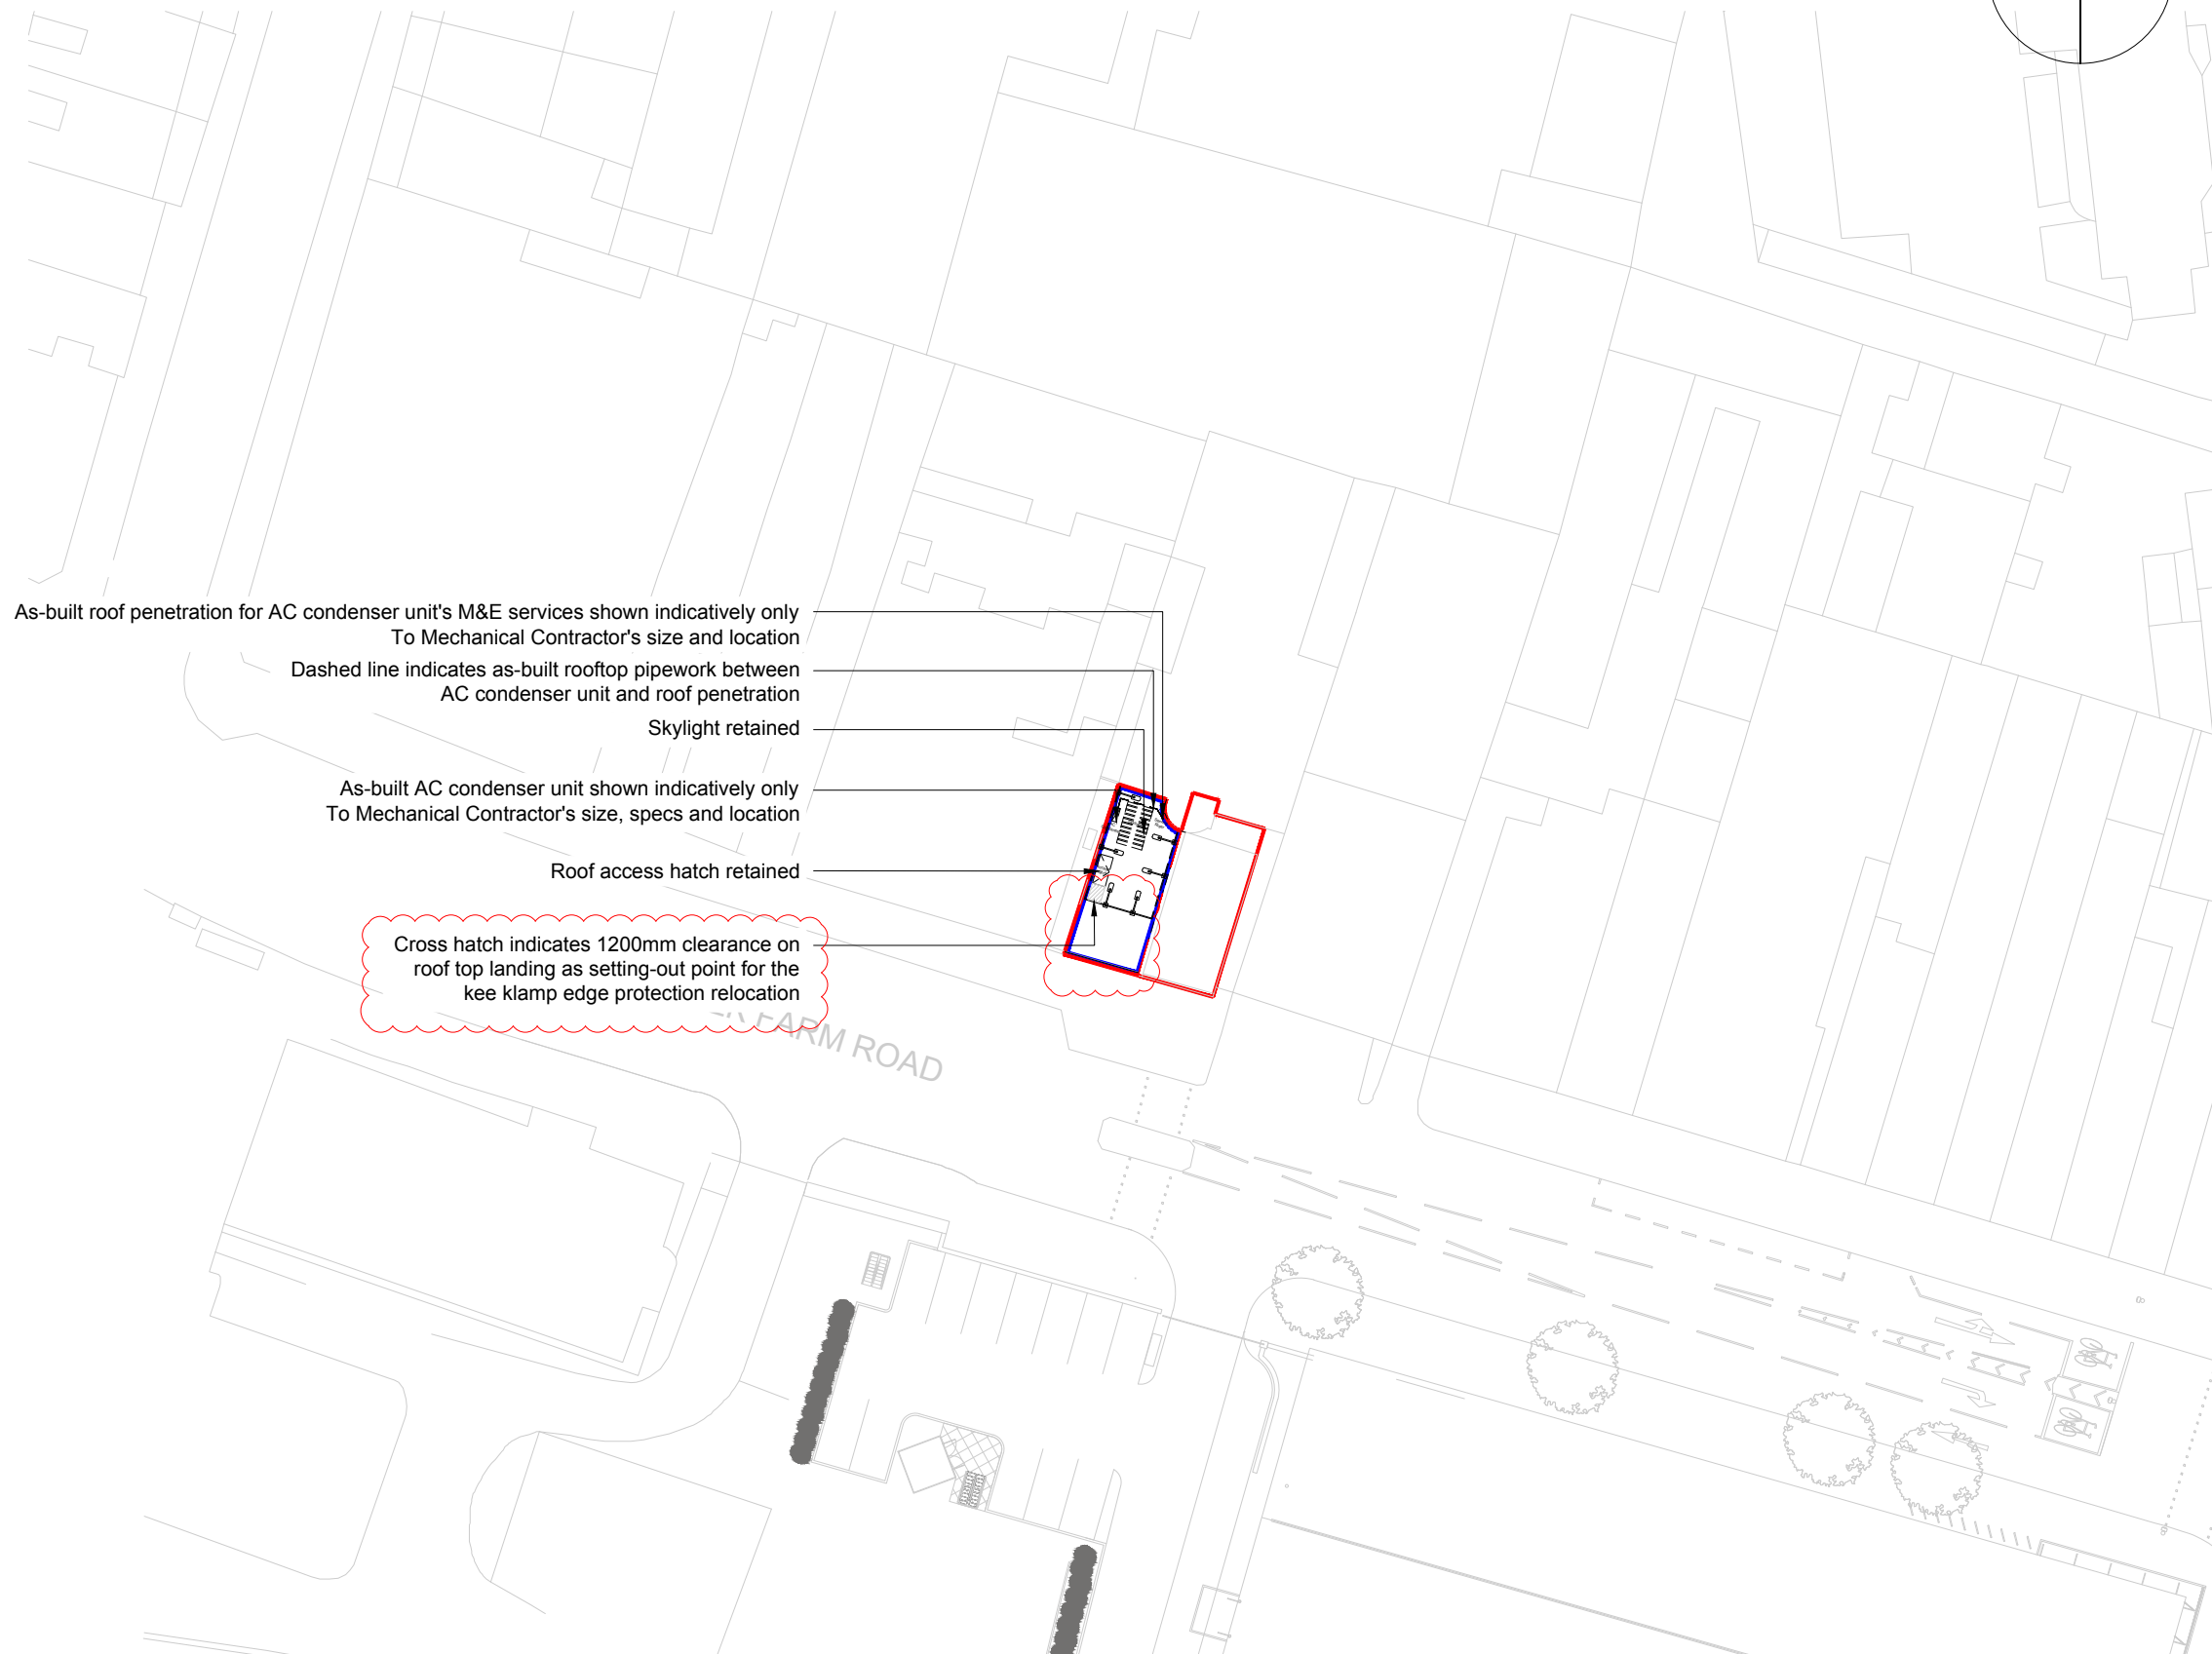 As-built roof penetration for AC condenser unit's M&E services shown indicatively only
To Mechanical Contractor's size and location
Dashed line indicates as-built rooftop pipework between
AC condenser unit and roof penetration
Skylight retained
As-built AC condenser unit shown indicatively only
To Mechanical Contractor's size, specs and location
Roof access hatch retained
Cross hatch indicates 1200mm clearance on
roof top landing as setting-out point for the
kee klamp edge protection relocation
FARM ROAD